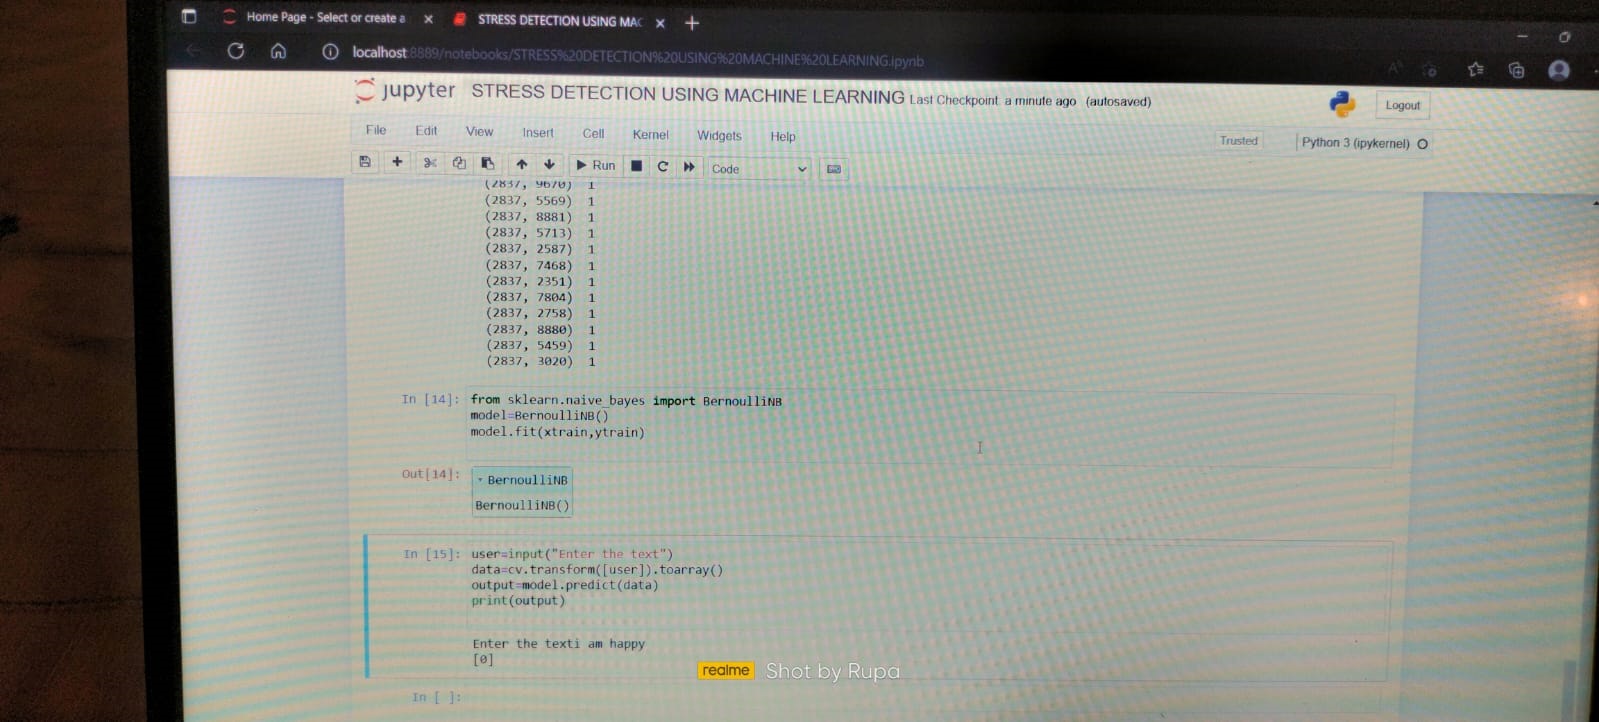 Home Page - Select or create a
STRESS DETECTION USING MAC
localhost:8889/notebooks/STRESS%20DETECTION%20USING%20MACHINE%20LEARNING.ipynb
jupyter STRESS DETECTION USING MACHINE LEARNING Last Checkpoint a minute ago (autosaved)
Logout
File Edit View Insert Cell Kernel Widgets Help
Trusted
Python 3 (ipykernel)
Run
Code
(2837, 9670) 1
(2837, 5569) 1
(2837, 8881) 1
(2837, 5713) 1
(2837, 2587) 1
(2837, 7468) 1
(2837, 2351) 1
(2837, 7804) 1
(2837, 2758) 1
(2837, 8880) 1
(2837, 5459) 1
(2837, 3020) 1
In [14]: from sklearn.naive_bayes import BernoulliNB
model=BernoulliNB()
model.fit(xtrain,ytrain)
Out[14]:
BernoulliNB
BernoulliNB()
In [15]: user=input("Enter the text")
data=cv.transform([user]).toarray()
output=model.predict(data)
print(output)
Enter the texti am happy
[0]
realme Shot by Rupa
In [ ]: